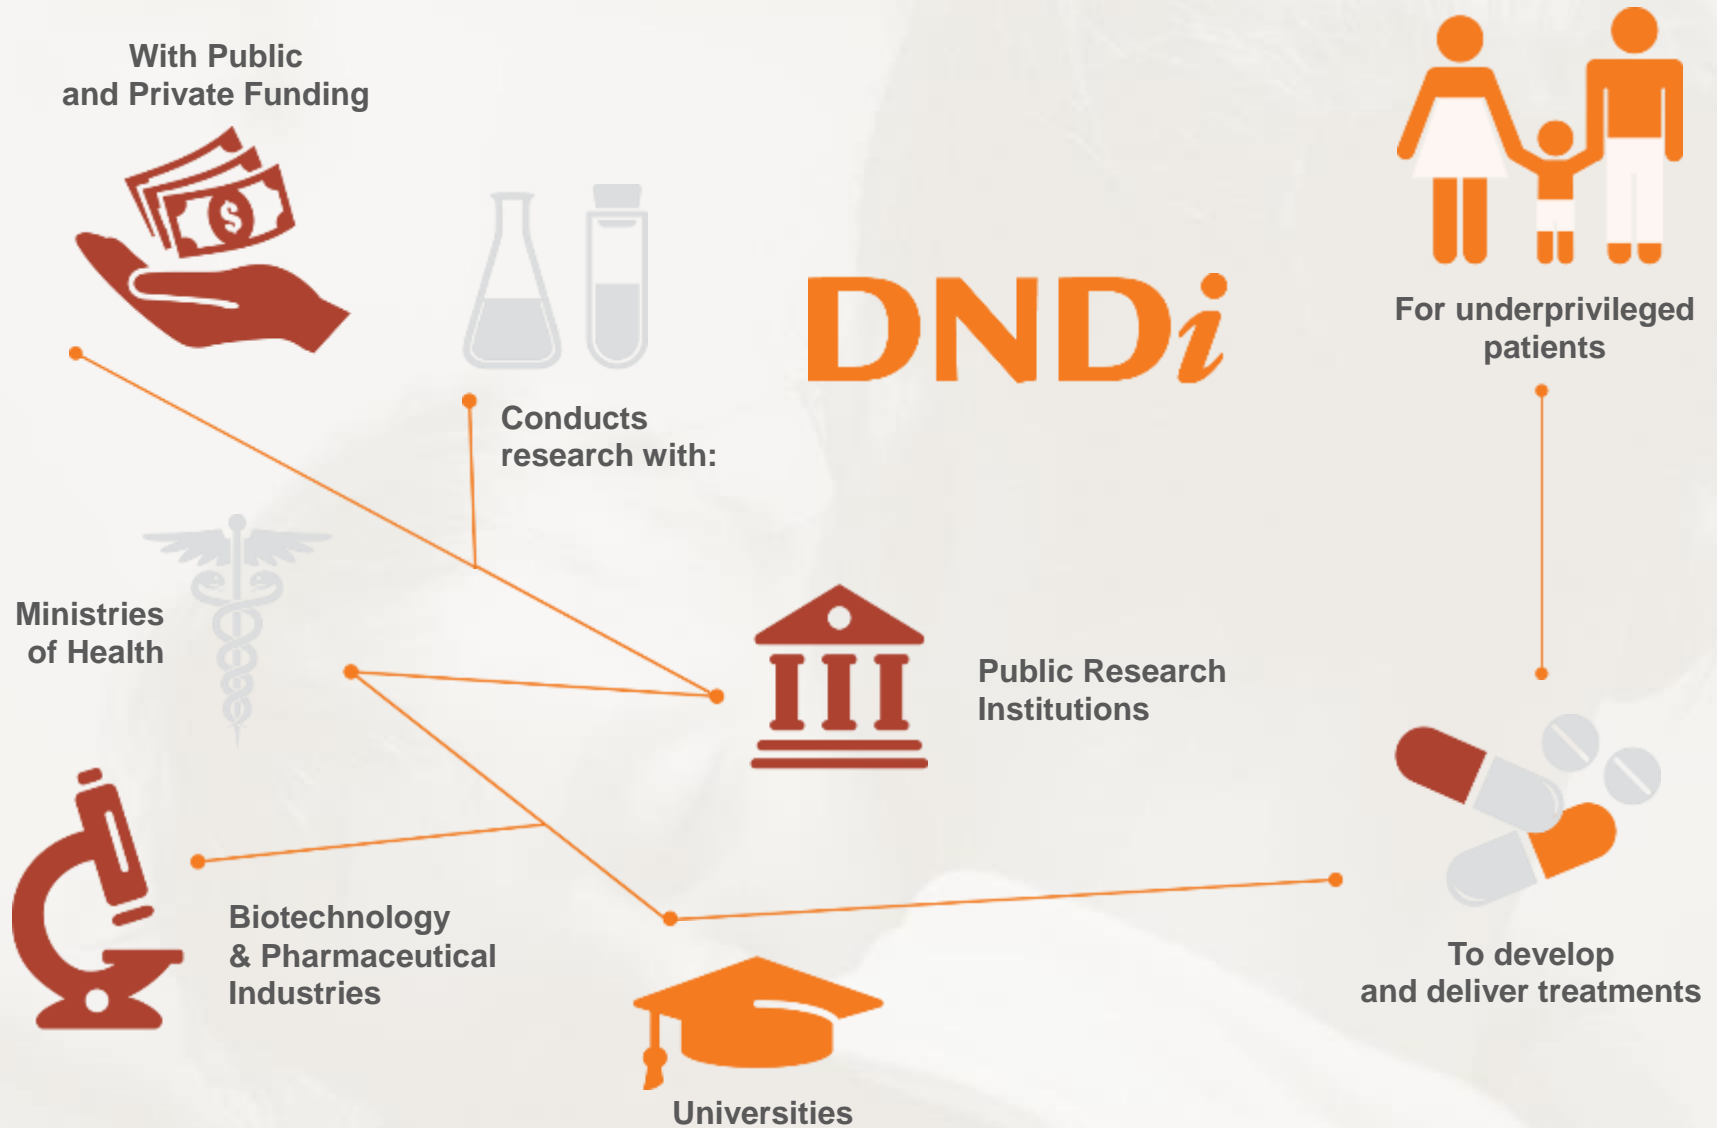 With Public
and Private Funding
$
DNDi
Conducts
research with:
Ministries
of Health
Public Research
Institutions
Biotechnology
& Pharmaceutical
Industries
Universities
To develop
and deliver treatments
For underprivileged
patients